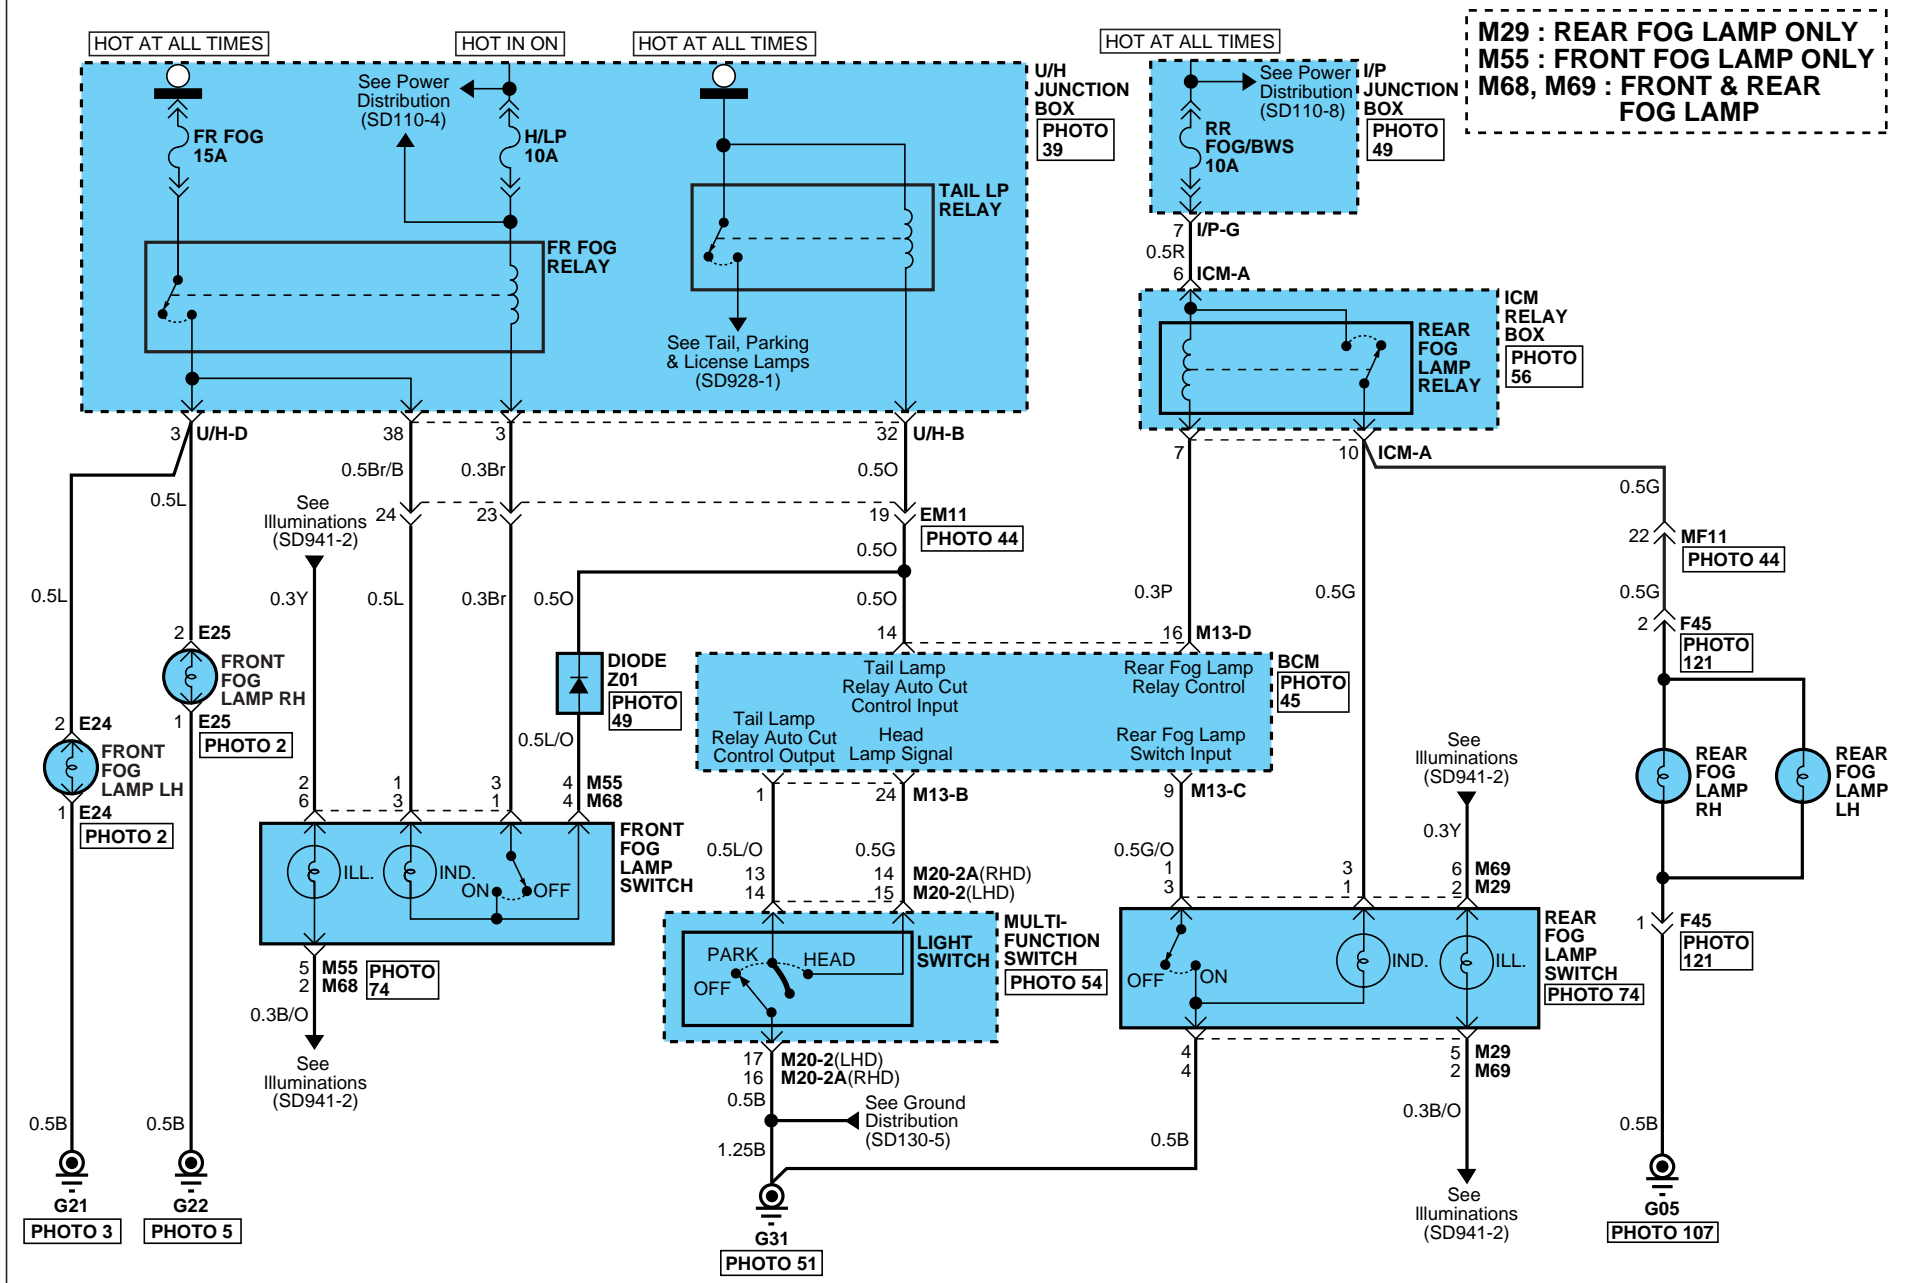 HOT AT ALL TIMES
HOT IN ON
HOT AT ALL TIMES
HOT AT ALL TIMES
M29 : REAR FOG LAMP ONLY
M55 : FRONT FOG LAMP ONLY
M68, M69 : FRONT & REAR
FOG LAMP
See Power
Distribution
(SD110-4)
FR FOG
15A
H/LP
10A
U/H
JUNCTION
BOX
PHOTO
39
See Power
Distribution
(SD110-8)
RR
FOG/BWS
10A
I/P
JUNCTION
BOX
PHOTO
49
TAIL LP
RELAY
FR FOG
RELAY
See Tail, Parking
& License Lamps
(SD928-1)
7 I/P-G
0.5R
6 ICM-A
ICM
RELAY
BOX
PHOTO
56
REAR
FOG
LAMP
RELAY
3 U/H-D
38
3
32 U/H-B
7
10 ICM-A
0.5L
0.5Br/B
0.3Br
0.5O
0.5G
See
Illuminations
(SD941-2)
24
23
19 EM11
PHOTO 44
0.5O
22 MF11
PHOTO 44
0.5L
0.3Y
0.5L
0.3Br
0.5O
0.5O
0.3P
0.5G
0.5G
2 E25
14
16 M13-D
2 F45
PHOTO
121
FRONT
FOG
LAMP RH
DIODE
Z01
PHOTO
49
Tail Lamp
Relay Auto Cut
Control Input
Rear Fog Lamp
Relay Control
BCM
PHOTO
45
2 E24
1 E25
PHOTO 2
0.5L/O
Tail Lamp
Relay Auto Cut
Control Output
Head
Lamp Signal
Rear Fog Lamp
Switch Input
See
Illuminations
(SD941-2)
FRONT
FOG
LAMP LH
REAR
FOG
LAMP
RH
REAR
FOG
LAMP
LH
2 1 3 4 M55
6 3 1 4 M68
1
24 M13-B
9 M13-C
1 E24
PHOTO 2
FRONT
FOG
LAMP
SWITCH
ILL.
IND.
ON
OFF
0.5L/O
0.5G
0.5G/O
0.3Y
13 14 M20-2A(RHD)
14 15 M20-2(LHD)
1 3 6 M69
3 1 2 M29
LIGHT
SWITCH
PARK
HEAD
OFF
MULTI-
FUNCTION
SWITCH
PHOTO 54
OFF
ON
IND.
ILL.
REAR
FOG
LAMP
SWITCH
PHOTO 74
1 F45
PHOTO
121
5 M55
2 M68
PHOTO
74
0.3B/O
See
Illuminations
(SD941-2)
17 M20-2(LHD)
16 M20-2A(RHD)
0.5B
See Ground
Distribution
(SD130-5)
1.25B
4 5 M29
4 2 M69
0.3B/O
0.5B
0.5B
0.5B
0.5B
See
Illuminations
(SD941-2)
G21
PHOTO 3
G22
PHOTO 5
G31
PHOTO 51
G05
PHOTO 107